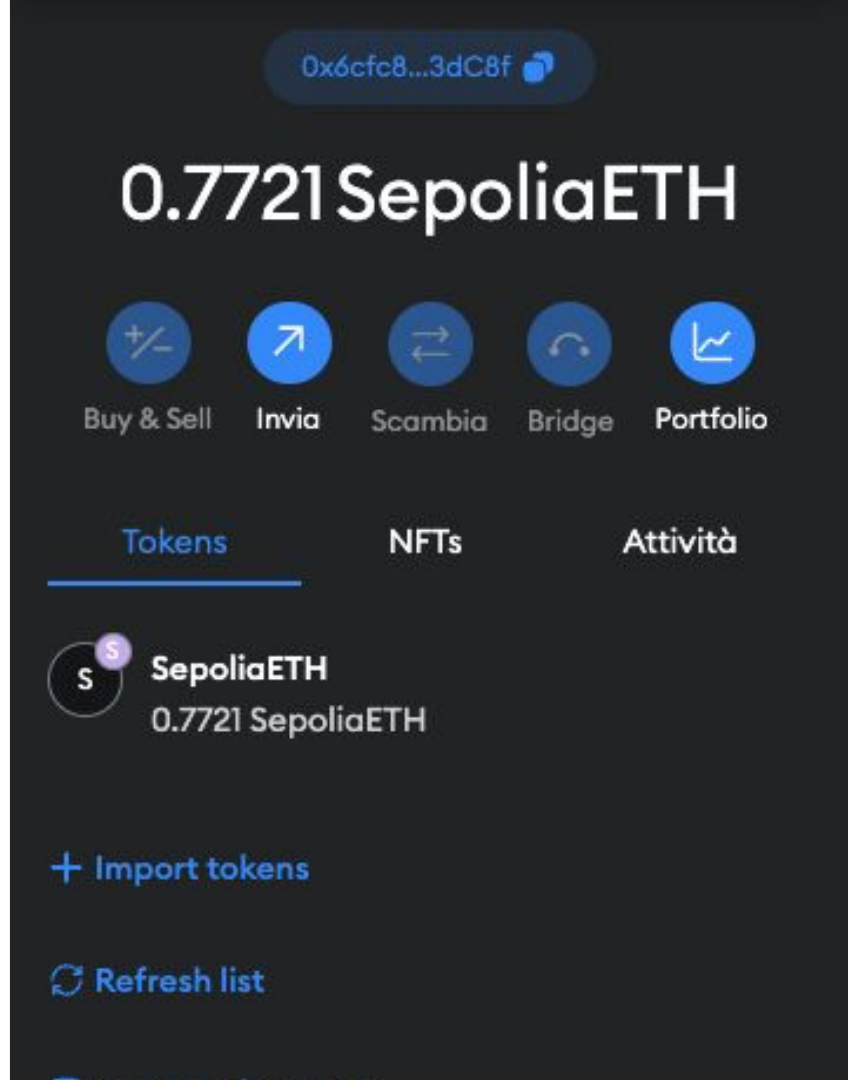 0x6cfc8...3dC8f
0.7721 SepoliaETH
Buy & Sell Invia Scambia Bridge Portfolio
Tokens NFTs Attività
S
S
SepoliaETH
0.7721 SepoliaETH
+ Import tokens
Refresh list